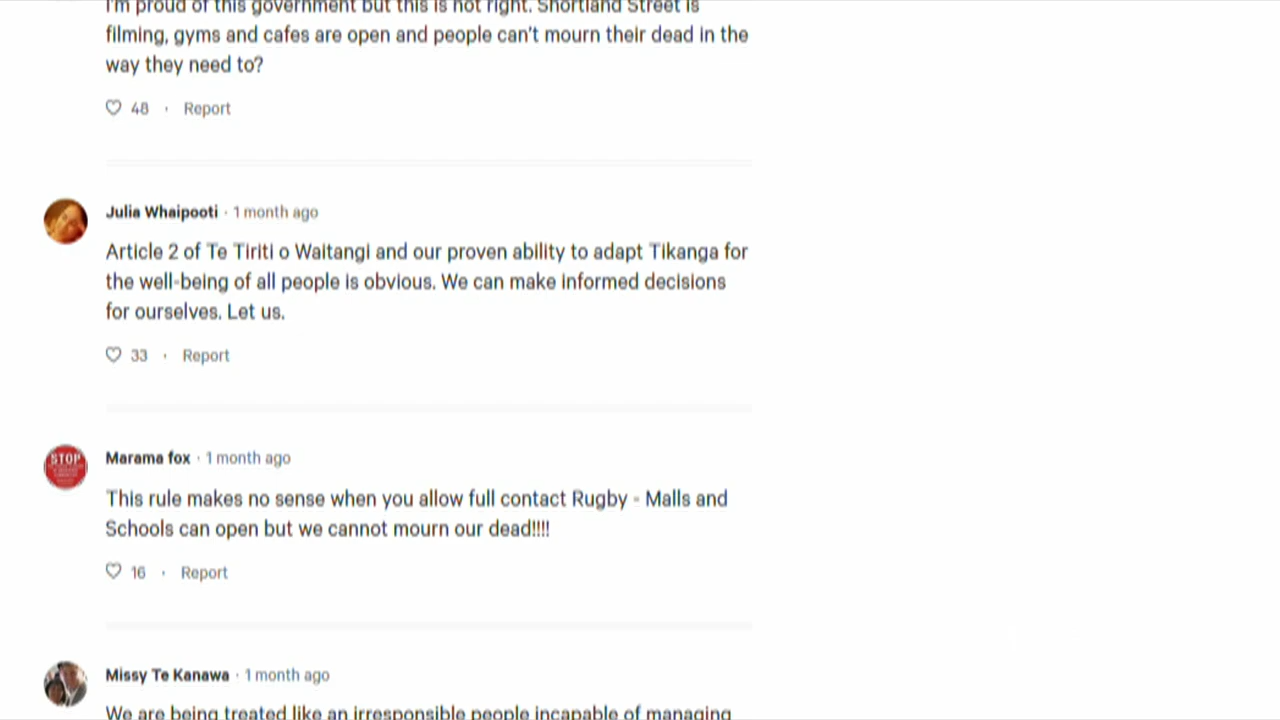 I'm proud of this government but this is not right. Shortland Street is
filming, gyms and cafes are open and people can't mourn their dead in the
way they need to?
48 · Report
Julia Whaipooti · 1 month ago
Article 2 of Te Tiriti o Waitangi and our proven ability to adapt Tikanga for
the well-being of all people is obvious. We can make informed decisions
for ourselves. Let us.
33 · Report
STOP
Marama fox · 1 month ago
This rule makes no sense when you allow full contact Rugby - Malls and
Schools can open but we cannot mourn our dead!!!!
16 · Report
Missy Te Kanawa · 1 month ago
We are being treated like an irresponsible people incapable of managing